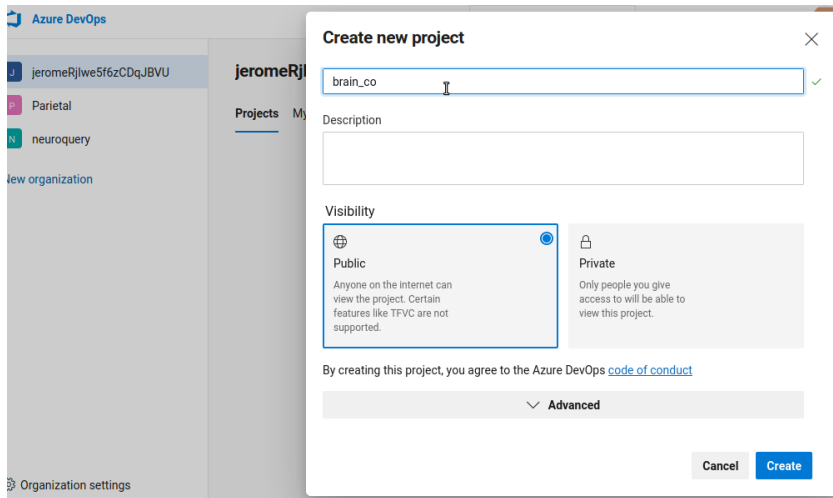 Azure DevOps
J jeromeRjlwe5f6zCDqJBVU
P Parietal
N neuroquery
New organization
Organization settings
jeromeRjl
Projects My
Create new project
brain_co
Description
Visibility
Public
Anyone on the internet can
view the project. Certain
features like TFVC are not
supported.
Private
Only people you give
access to will be able to
view this project.
By creating this project, you agree to the Azure DevOps code of conduct
Advanced
Cancel Create